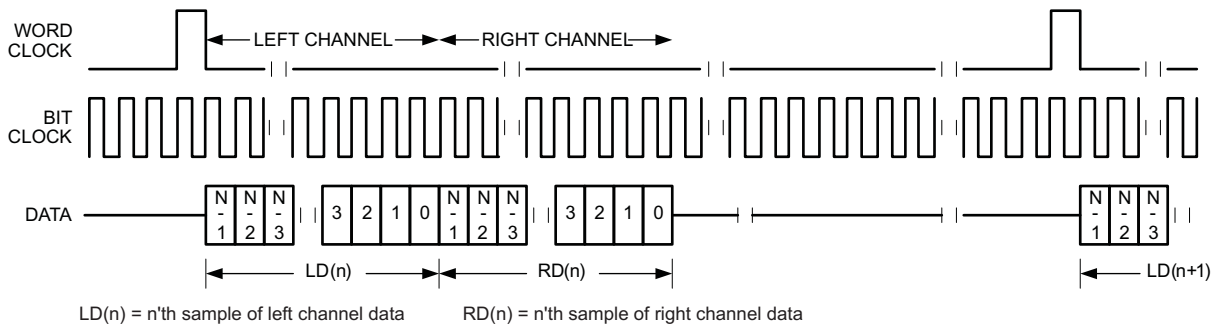 WORD
CLOCK
LEFT CHANNEL
RIGHT CHANNEL
BIT
CLOCK
DATA
N-1 N-2 N-3 3 2 1 0 N-1 N-2 N-3 3 2 1 0 N-1 N-2 N-3
LD(n) RD(n) LD(n+1)
LD(n) = n'th sample of left channel data RD(n) = n'th sample of right channel data